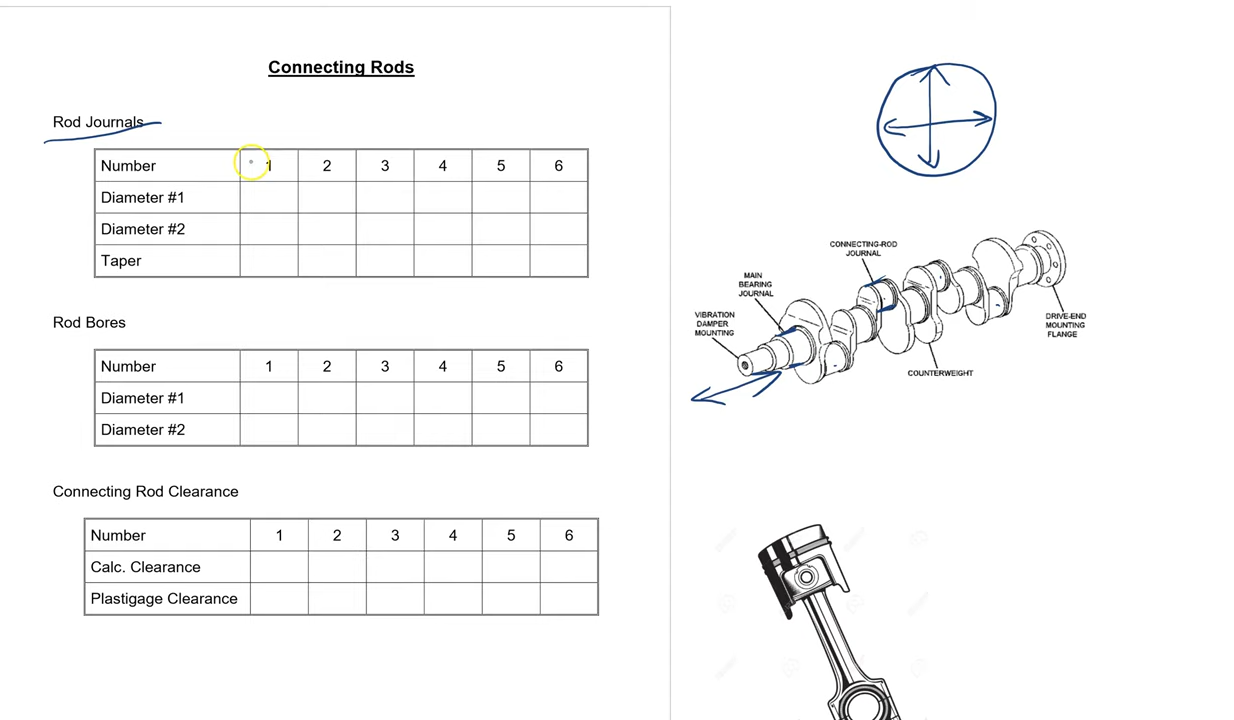 Connecting Rods
Rod Journals
Number 1 2 3 4 5 6
Diameter #1
Diameter #2
Taper
Rod Bores
Number 1 2 3 4 5 6
Diameter #1
Diameter #2
Connecting Rod Clearance
Number 1 2 3 4 5 6
Calc. Clearance
Plastigage Clearance
CONNECTING-ROD
JOURNAL
MAIN
BEARING
JOURNAL
VIBRATION
DAMPER
MOUNTING
DRIVE-END
MOUNTING
FLANGE
COUNTERWEIGHT